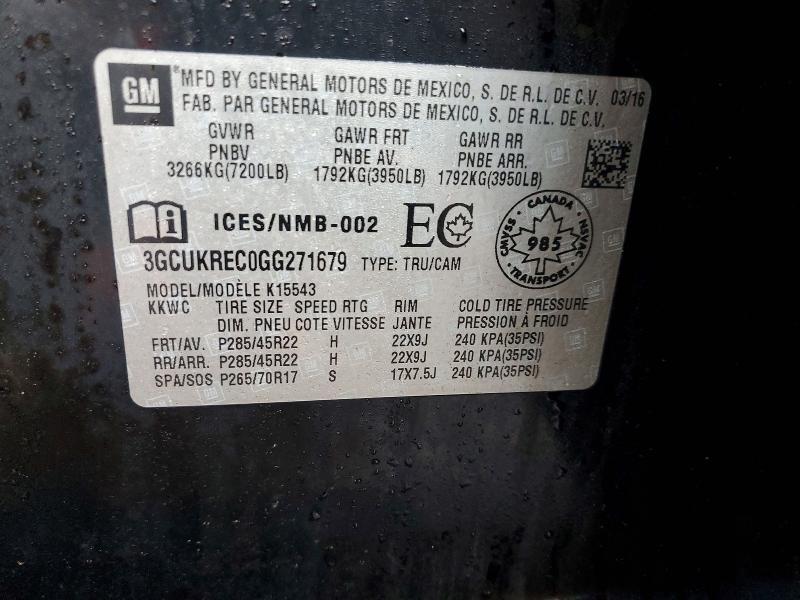 GM
MFD BY GENERAL MOTORS DE MEXICO, S. DE R.L. DE C.V. 03/16
FAB. PAR GENERAL MOTORS DE MEXICO, S. DE R.L. DE C.V.
GVWR GAWR FRT GAWR RR
PNBV PNBE AV. PNBE ARR.
3266KG(7200LB) 1792KG(3950LB) 1792KG(3950LB)
i ICES/NMB-002 EC
CANADA
CMVSS 985 NSVAC
TRANSPORT
3GCUKREC0GG271679 TYPE: TRU/CAM
MODEL/MODÈLE K15543
KKWC TIRE SIZE SPEED RTG RIM COLD TIRE PRESSURE
DIM. PNEU COTE VITESSE JANTE PRESSION À FROID
FRT/AV. P285/45R22 H 22X9J 240 KPA(35PSI)
RR/ARR. P285/45R22 H 22X9J 240 KPA(35PSI)
SPA/SOS P265/70R17 S 17X7.5J 240 KPA(35PSI)